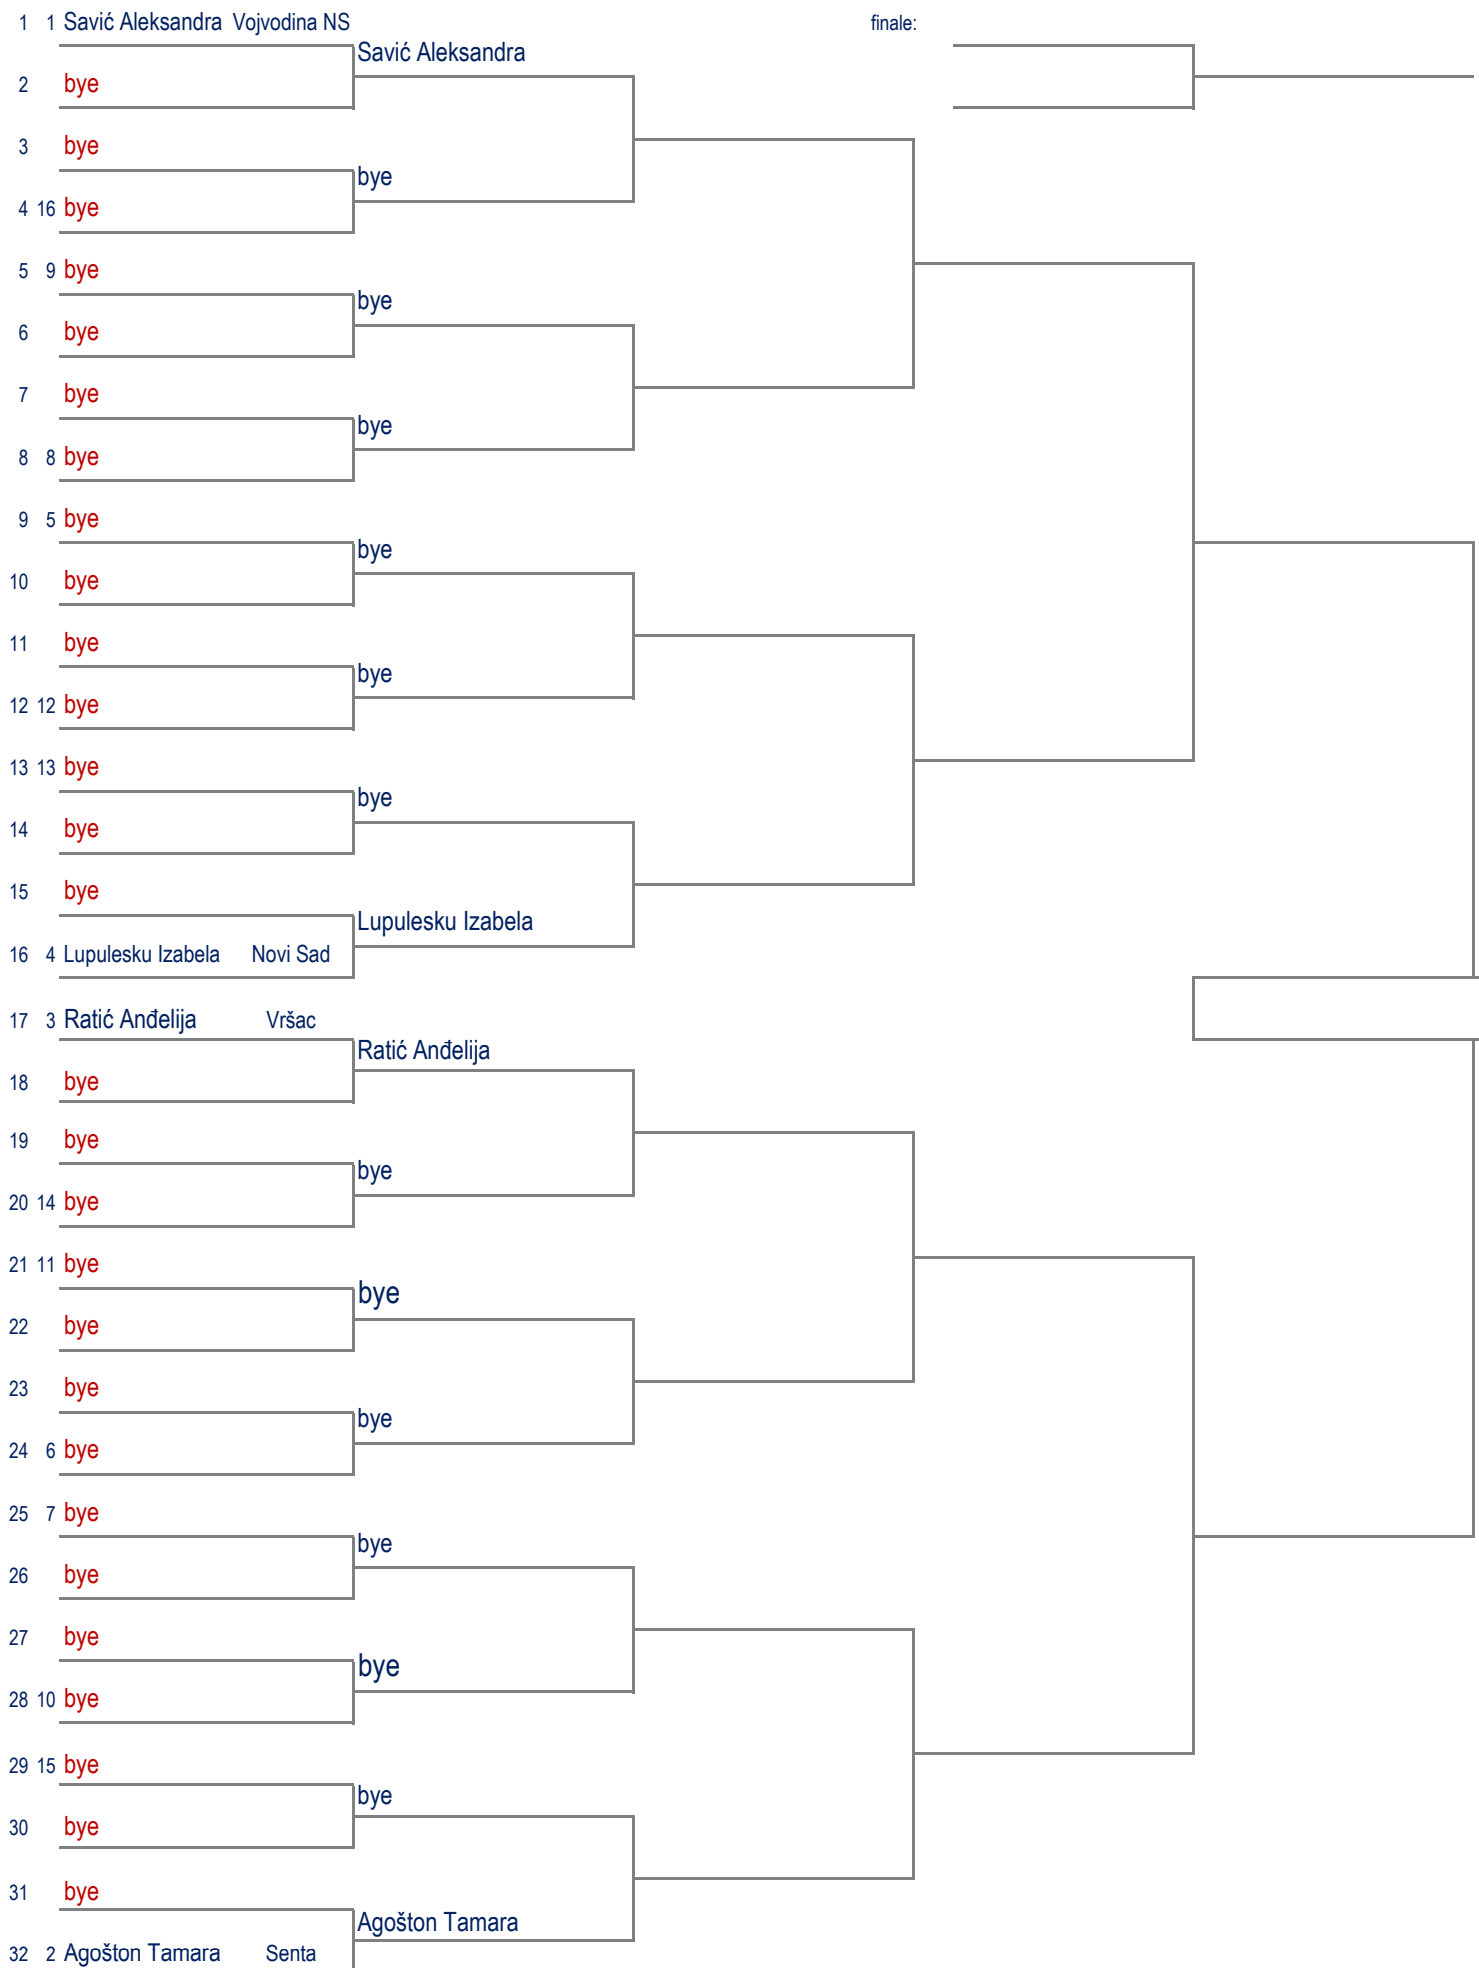 1 1 Savić Aleksandra Vojvodina NS finale:
Savić Aleksandra
2 bye
3 bye
bye
4 16 bye
5 9 bye
bye
6 bye
7 bye
bye
8 8 bye
9 5 bye
bye
10 bye
11 bye
bye
12 12 bye
13 13 bye
bye
14 bye
15 bye
Lupulesku Izabela
16 4 Lupulesku Izabela Novi Sad
17 3 Ratić Anđelija Vršac
Ratić Anđelija
18 bye
19 bye
bye
20 14 bye
21 11 bye
bye
22 bye
23 bye
bye
24 6 bye
25 7 bye
bye
26 bye
27 bye
bye
28 10 bye
29 15 bye
bye
30 bye
31 bye
Agošton Tamara
32 2 Agošton Tamara Senta